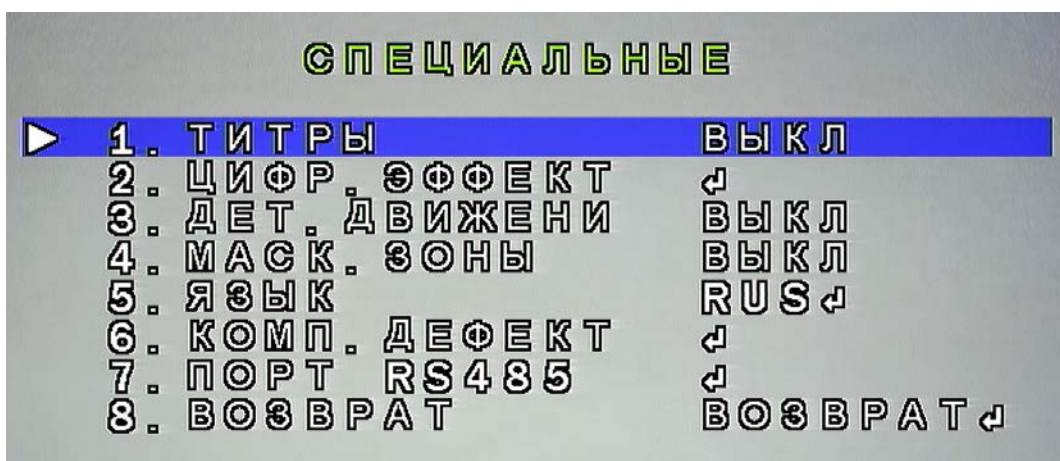 СПЕЦИАЛЬНЫЕ
1. ТИТРЫ ВЫКЛ
2. ЦИФР. ЭФФЕКТ ↲
3. ДЕТ. ДВИЖЕНИ ВЫКЛ
4. МАСК. ЗОНЫ ВЫКЛ
5. ЯЗЫК RUS↲
6. КОМП. ДЕФЕКТ ↲
7. ПОРТ RS485 ↲
8. ВОЗВРАТ ВОЗВРАТ↲